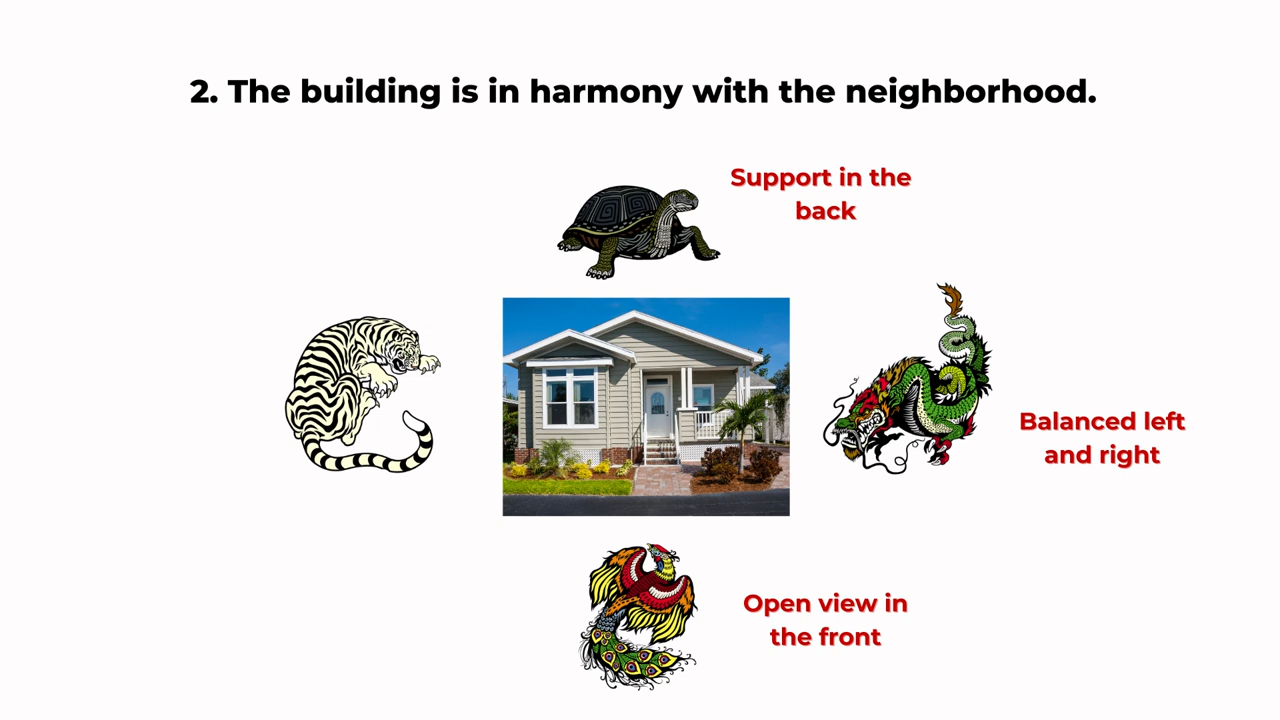 2. The building is in harmony with the neighborhood.
Support in the
back
Balanced left
and right
Open view in
the front